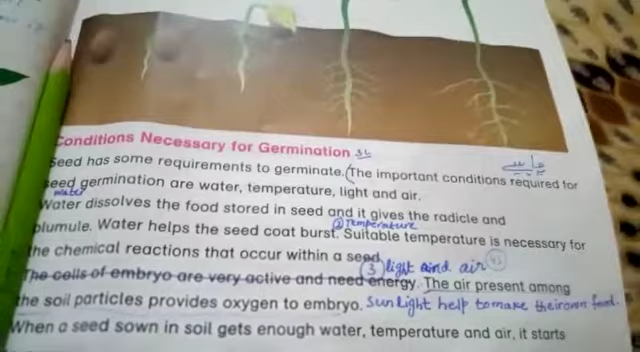 Conditions Necessary for Germination
Seed has some requirements to germinate. (The important conditions required for
seed germination are water, temperature, light and air.
water
Water dissolves the food stored in seed and it gives the radicle and
② Temperature
plumule. Water helps the seed coat burst. Suitable temperature is necessary for
the chemical reactions that occur within a seed.
③ light and air
The cells of embryo are very active and need energy. The air present among
the soil particles provides oxygen to embryo. Sunlight help to make their own food.
When a seed sown in soil gets enough water, temperature and air, it starts